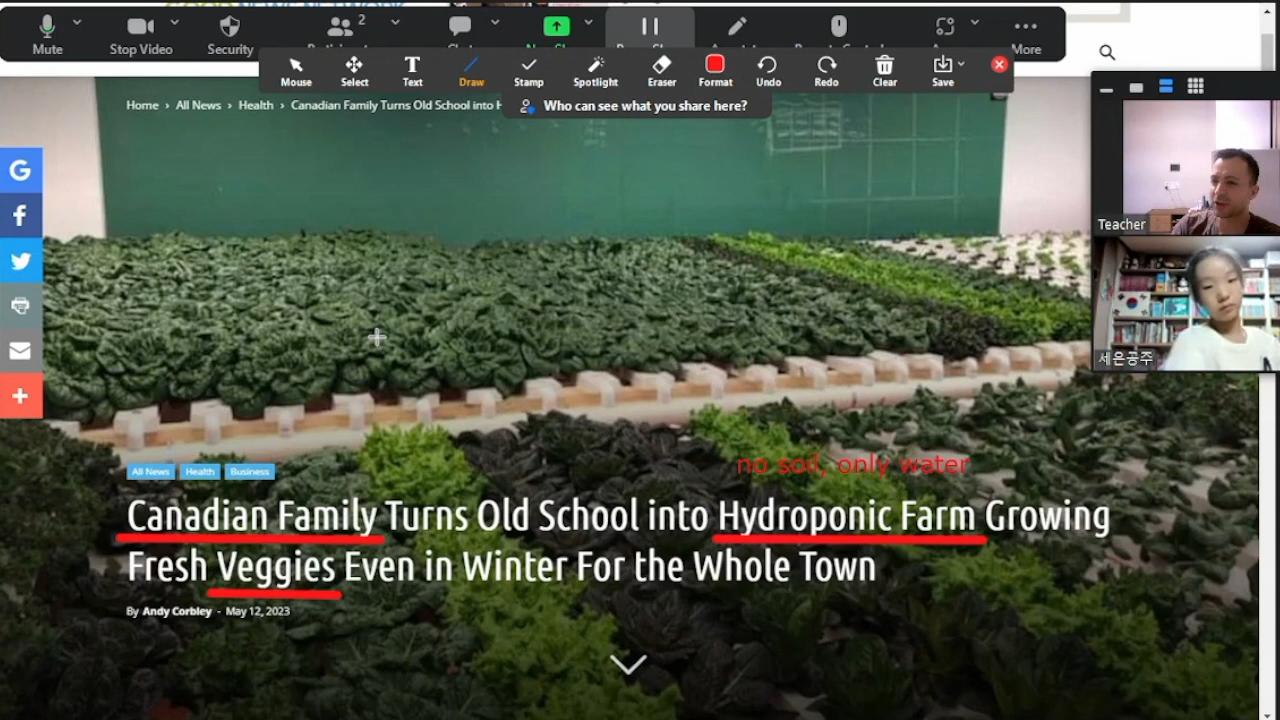 GOOD NEWS NETWORK
2
Mute
Stop Video
Security
More
Mouse
Select
Text
Draw
Stamp
Spotlight
Eraser
Format
Undo
Redo
Clear
Save
Who can see what you share here?
Home › All News › Health › Canadian Family Turns Old School into H
Teacher
세은공주
All News Health Business
no soil, only water
Canadian Family Turns Old School into Hydroponic Farm Growing
Fresh Veggies Even in Winter For the Whole Town
By Andy Corbley - May 12, 2023